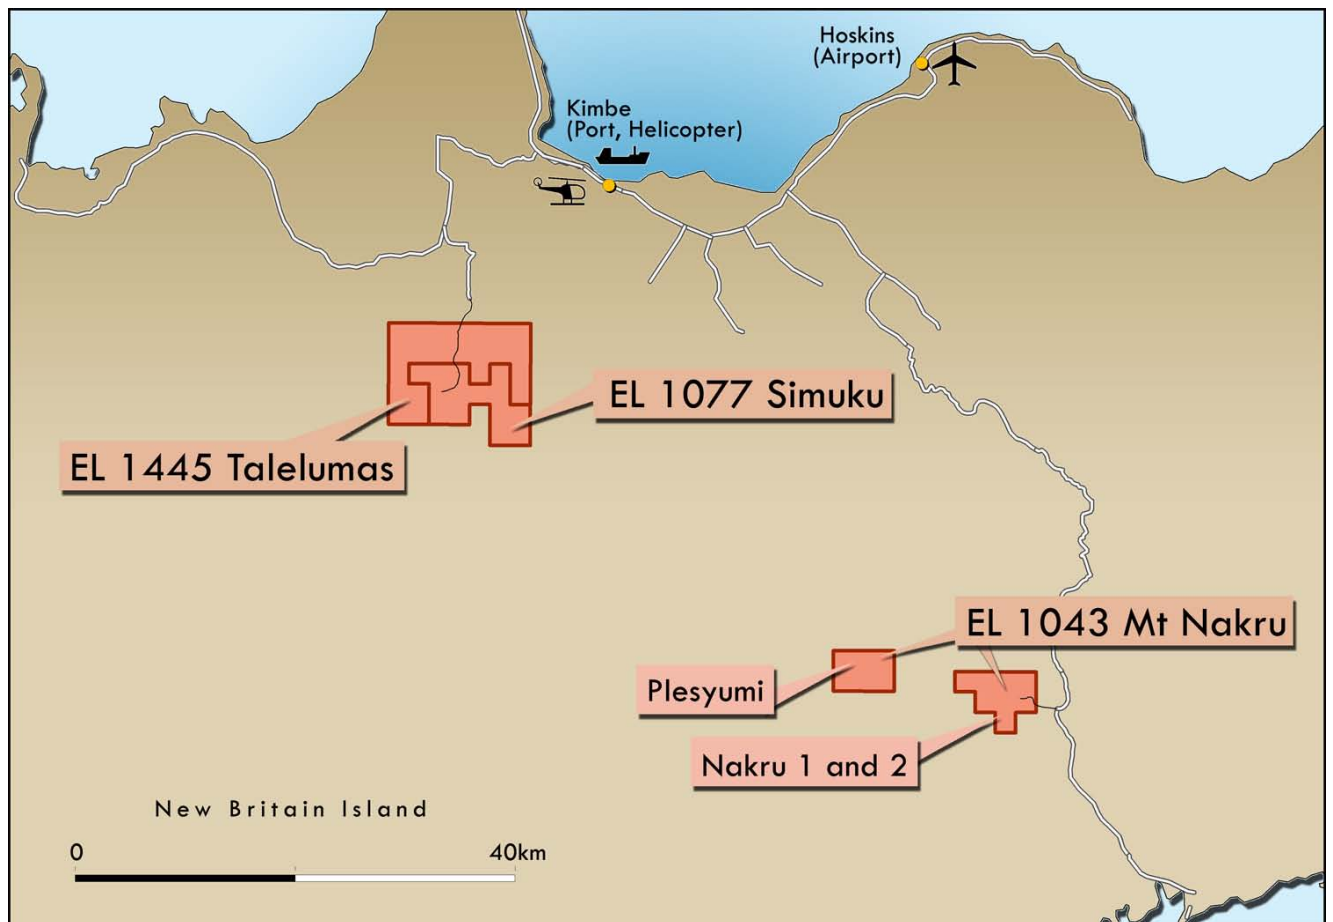 Hoskins
(Airport)
Kimbe
(Port, Helicopter)
EL 1077 Simuku
EL 1445 Talelumas
EL 1043 Mt Nakru
Plesyumi
Nakru 1 and 2
New Britain Island
0 40km